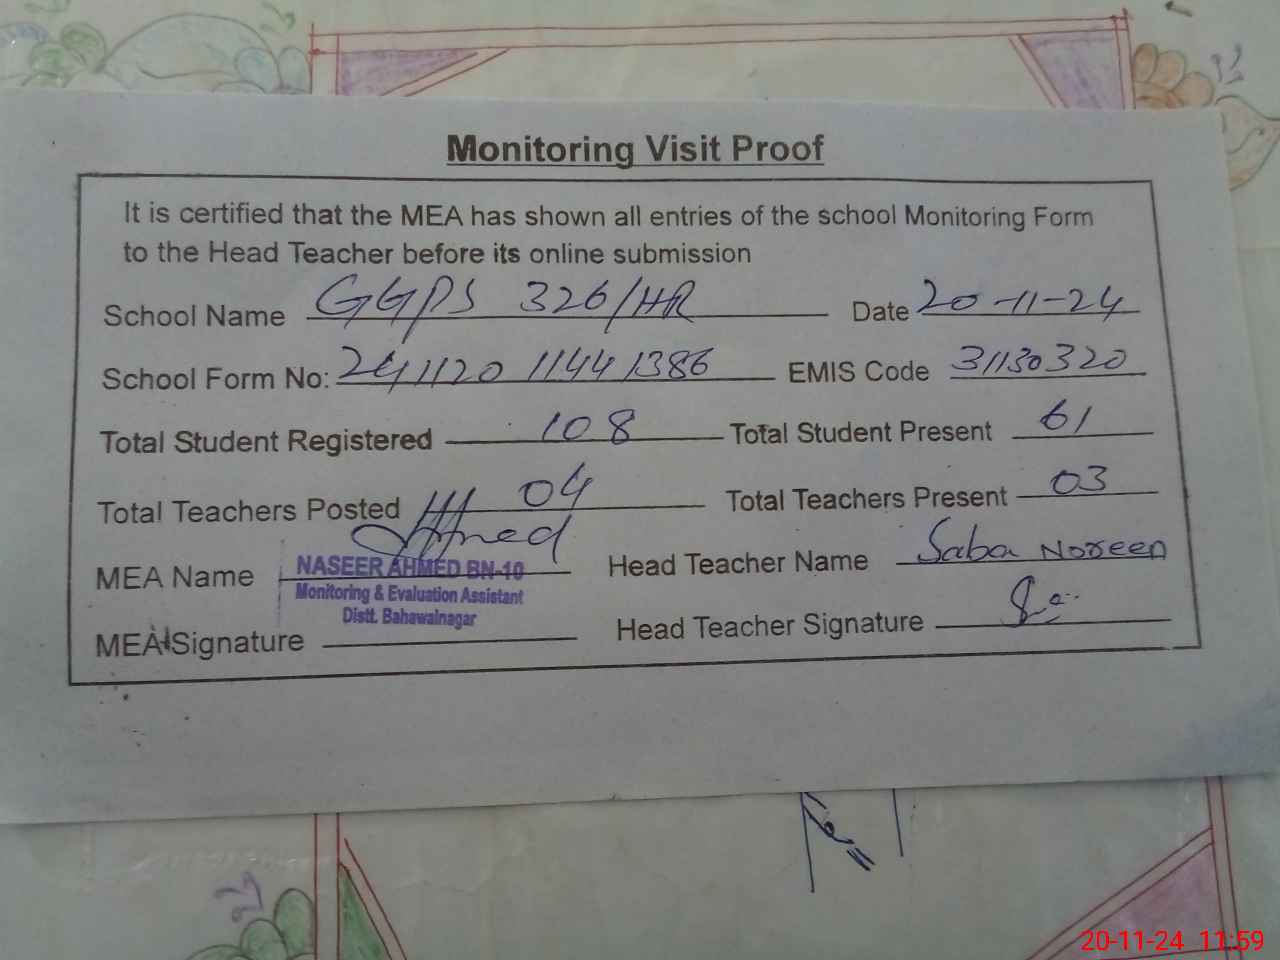 Monitoring Visit Proof
It is certified that the MEA has shown all entries of the school Monitoring Form
to the Head Teacher before its online submission
School Name GGPS 326/HR Date 20-11-24
School Form No: 241120 11441386 EMIS Code 31130320
Total Student Registered 108 Total Student Present 61
Total Teachers Posted 04 Total Teachers Present 03
MEA Name NASEER AHMED BN-10 Head Teacher Name Saba Noreen
Monitoring & Evaluation Assistant
Distt. Bahawalnagar
MEA Signature Head Teacher Signature
20-11-24 11:59